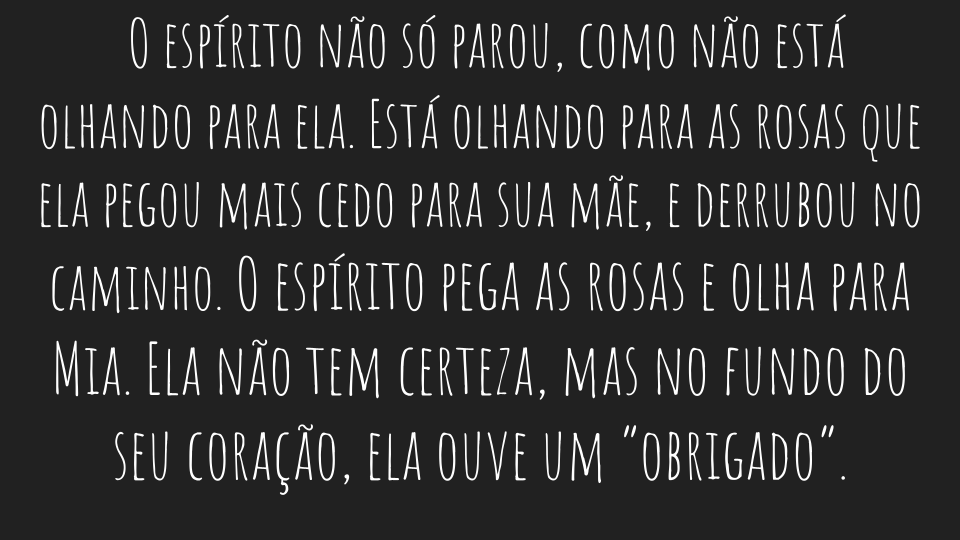 O espírito não só parou, como não está
olhando para ela. Está olhando para as rosas que
ela pegou mais cedo para sua mãe, e derrubou no
caminho. O espírito pega as rosas e olha para
Mia. Ela não tem certeza, mas no fundo do
seu coração, ela ouve um “obrigado”.